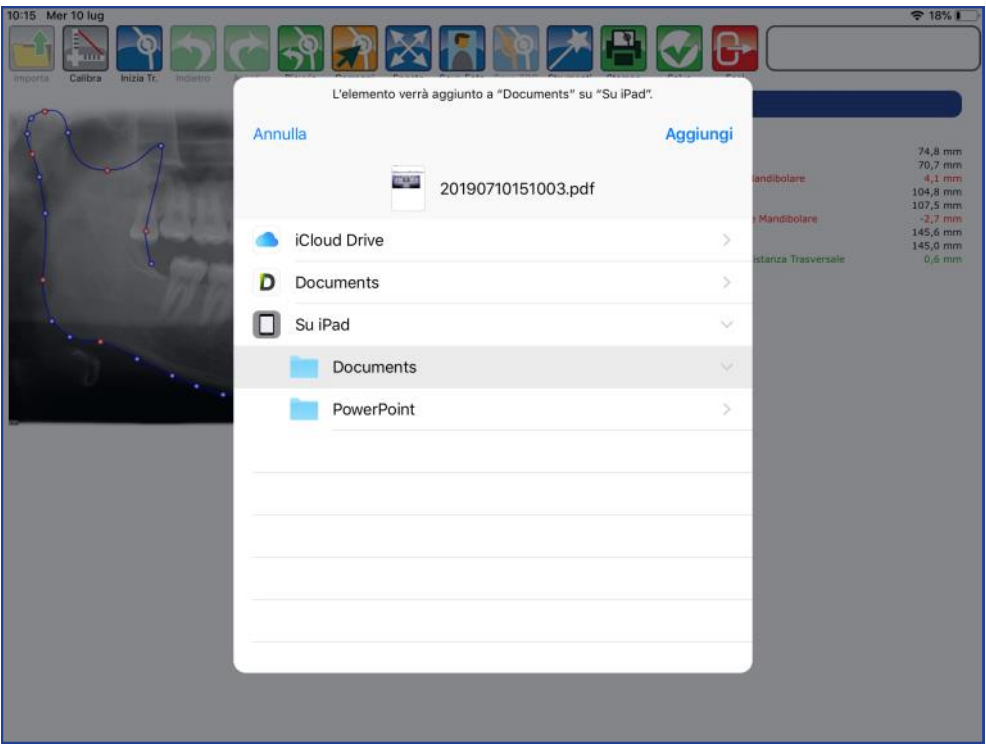 10:15 Mer 10 lug
18%
Importa Calibra Inizia Tr. Indietro
L'elemento verrà aggiunto a “Documents” su “Su iPad”.
Annulla
Aggiungi
20190710151003.pdf
iCloud Drive
Documents
Su iPad
Documents
PowerPoint
74,8 mm
70,7 mm
andibolare 4,1 mm
104,8 mm
107,5 mm
e Mandibolare -2,7 mm
145,6 mm
145,0 mm
istanza Trasversale 0,6 mm